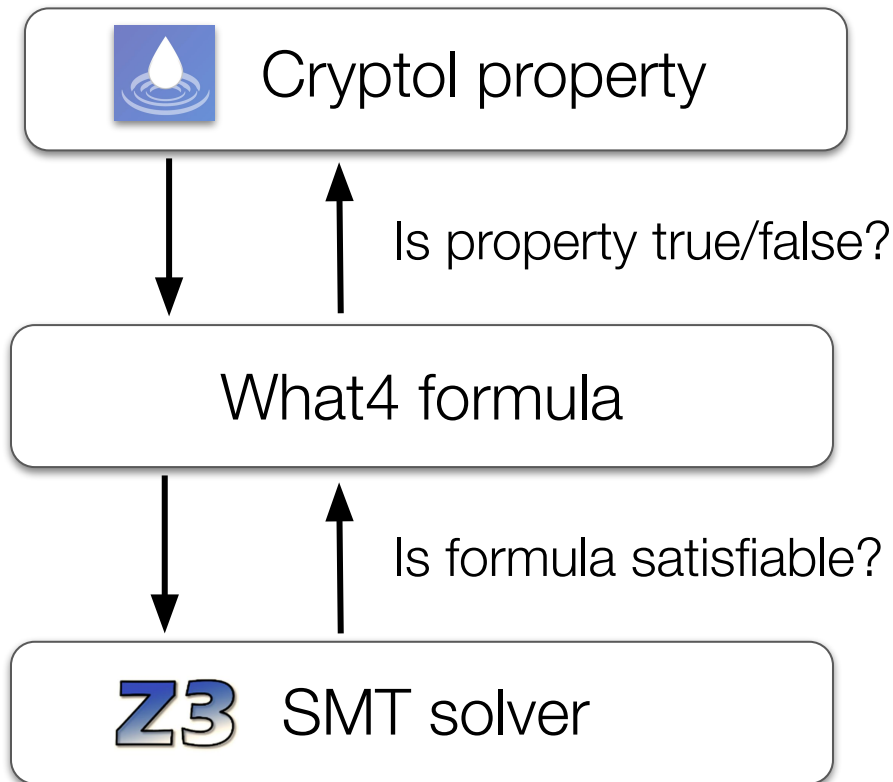 Cryptol property
Is property true/false?
What4 formula
Is formula satisfiable?
Z3 SMT solver